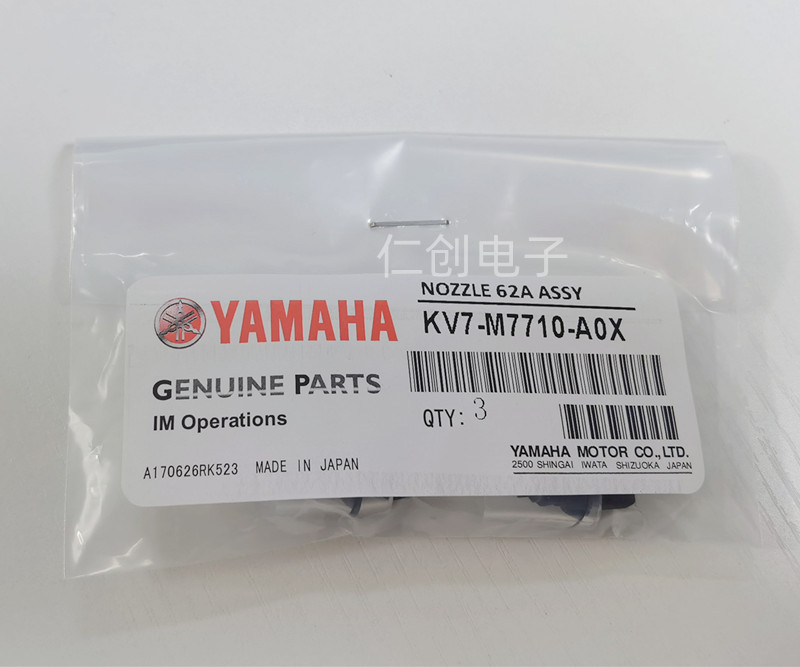 仁创电子
NOZZLE 62A ASSY
YAMAHA
KV7-M7710-A0X
GENUINE PARTS
IM Operations
QTY: 3
YAMAHA MOTOR CO.,LTD.
2500 SHINGAI IWATA SHIZUOKA JAPAN
A170626RK523 MADE IN JAPAN